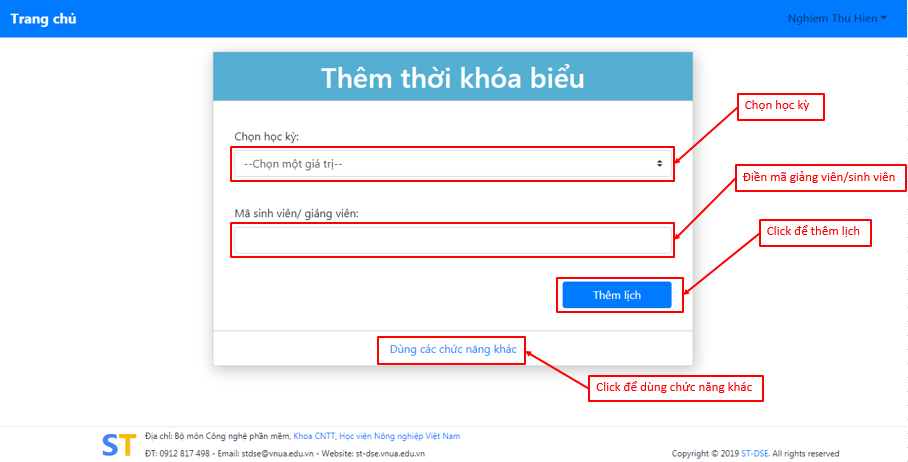 Trang chủ
Nghiem Thu Hien
Thêm thời khóa biểu
Chọn học kỳ
Chọn học kỳ:
--Chọn một giá trị--
Điền mã giảng viên/sinh viên
Mã sinh viên/ giảng viên:
Click để thêm lịch
Thêm lịch
Dùng các chức năng khác
Click để dùng chức năng khác
ST
Địa chỉ: Bộ môn Công nghệ phần mềm, Khoa CNTT, Học viện Nông nghiệp Việt Nam
ĐT: 0912 817 498 - Email: stdse@vnua.edu.vn - Website: st-dse.vnua.edu.vn
Copyright © 2019 ST-DSE. All rights reserved